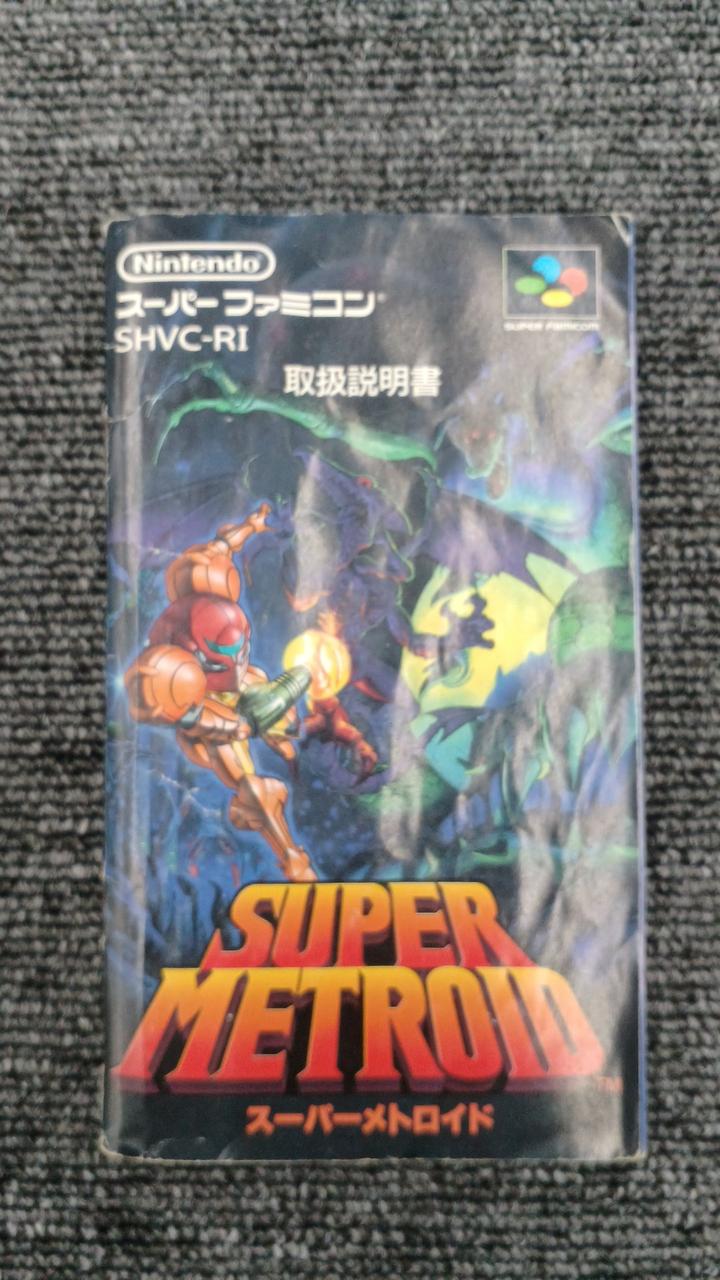 Nintendo®
スーパーファミコン®
SHVC-RI
SUPER FAMICOM
取扱説明書
SUPER
METROID
TM
スーパーメトロイド